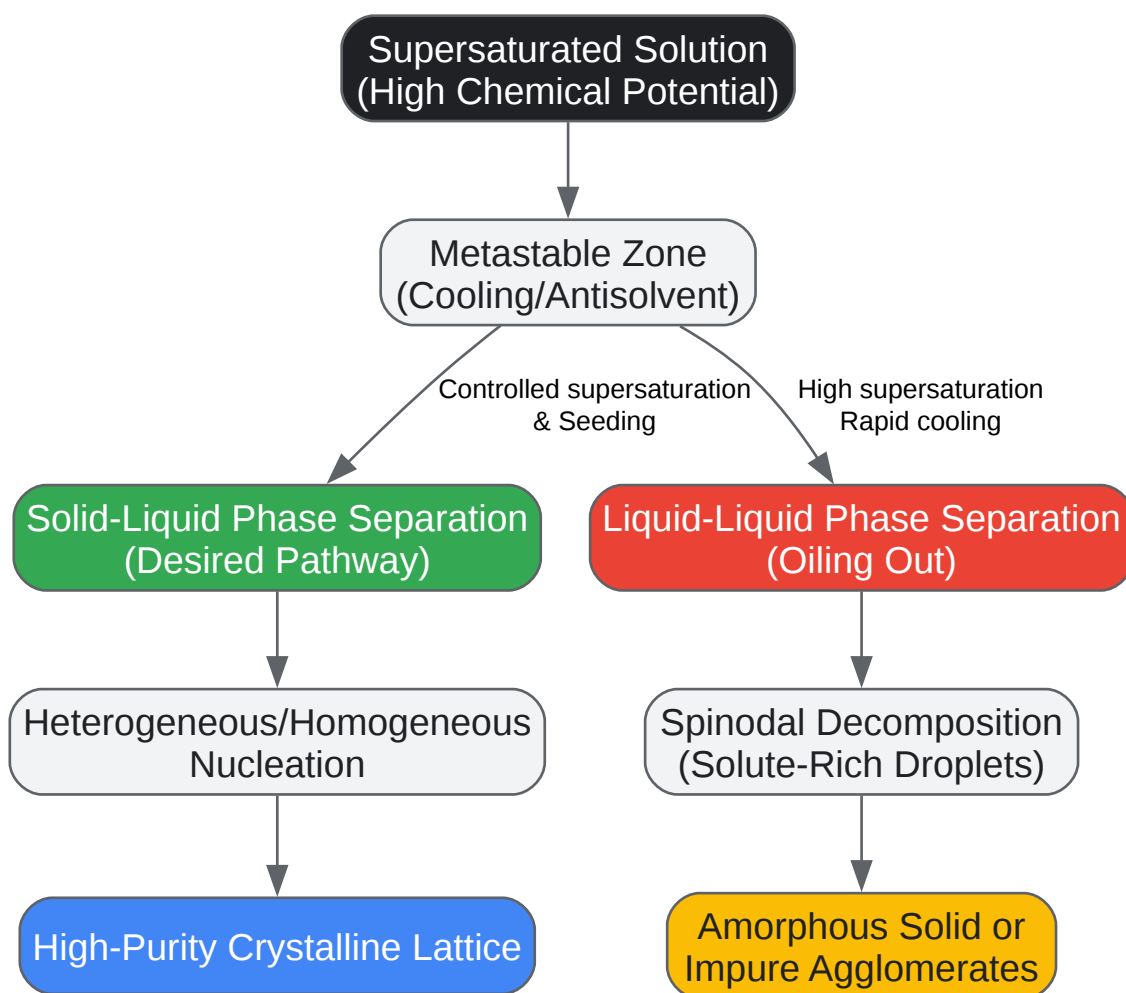 Supersaturated Solution
(High Chemical Potential)
Metastable Zone
(Cooling/Antisolvent)
Controlled supersaturation
& Seeding
High supersaturation
Rapid cooling
Solid-Liquid Phase Separation
(Desired Pathway)
Liquid-Liquid Phase Separation
(Oiling Out)
Heterogeneous/Homogeneous
Nucleation
Spinodal Decomposition
(Solute-Rich Droplets)
High-Purity Crystalline Lattice
Amorphous Solid or
Impure Agglomerates